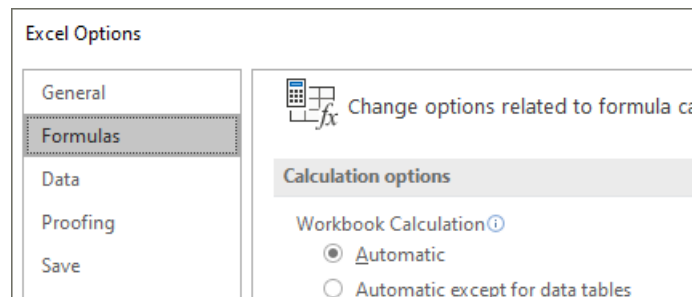 Excel Options
General
Formulas
Data
Proofing
Save
fx Change options related to formula
Calculation options
Workbook Calculation
Automatic
Automatic except for data tables